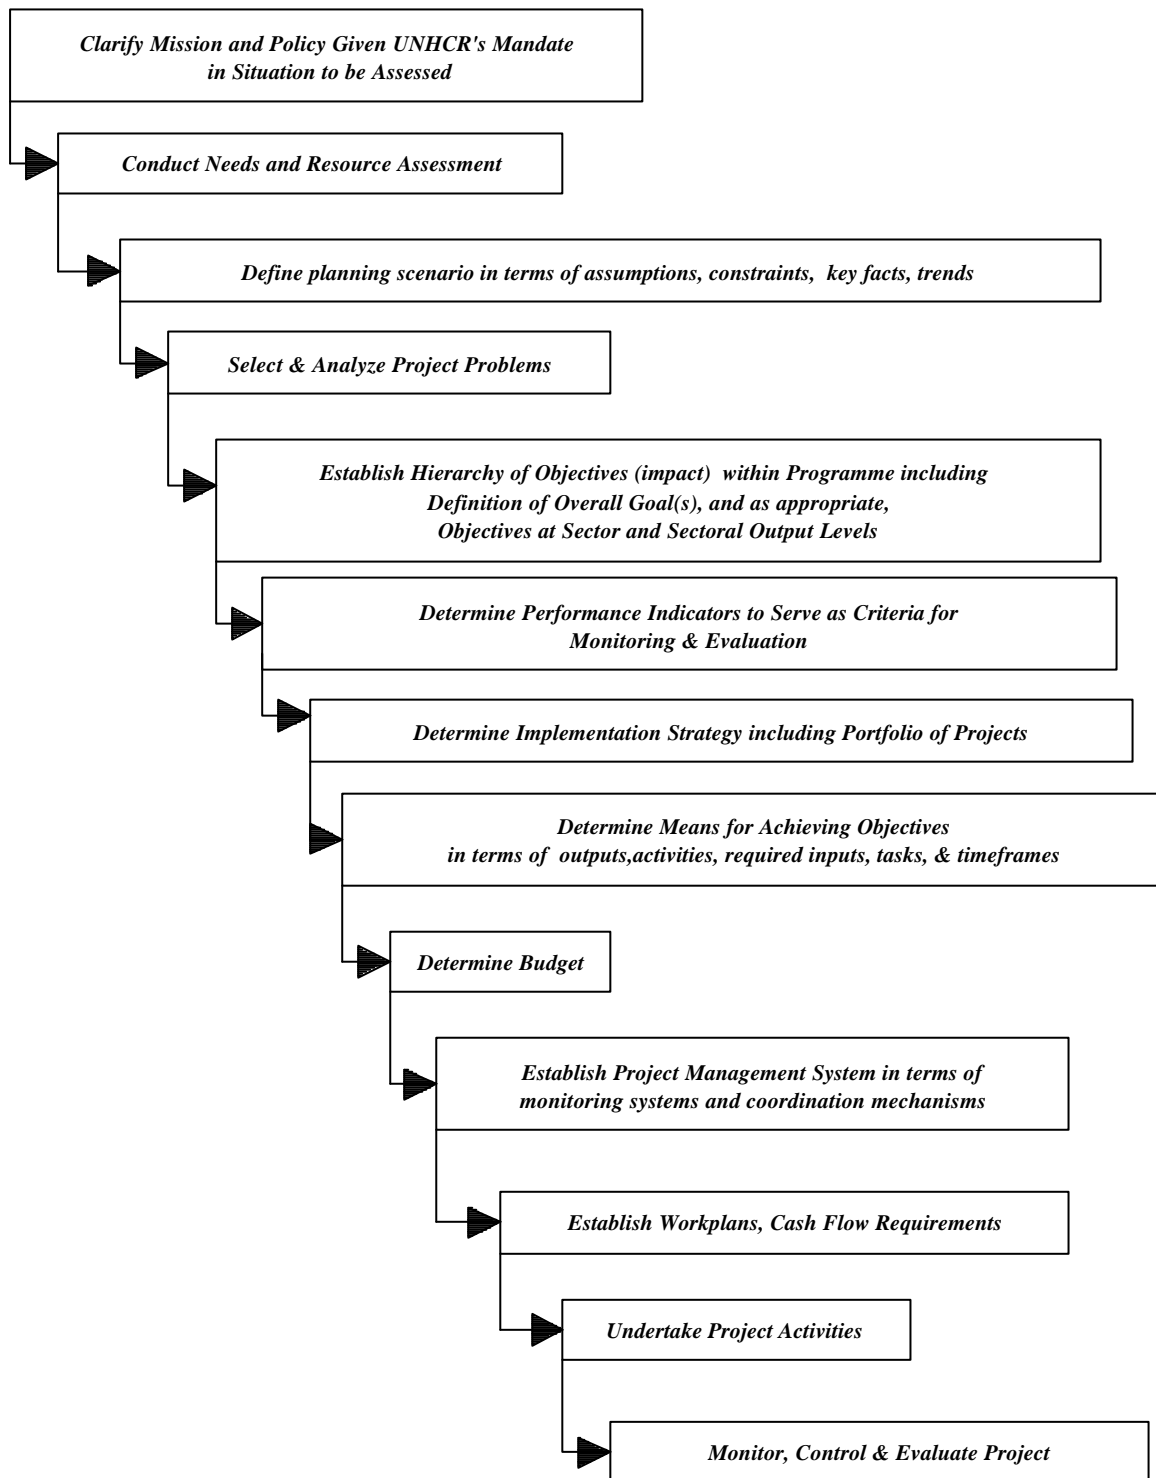 Clarify Mission and Policy Given UNHCR's Mandate
in Situation to be Assessed
Conduct Needs and Resource Assessment
Define planning scenario in terms of assumptions, constraints, key facts, trends
Select & Analyze Project Problems
Establish Hierarchy of Objectives (impact) within Programme including
Definition of Overall Goal(s), and as appropriate,
Objectives at Sector and Sectoral Output Levels
Determine Performance Indicators to Serve as Criteria for
Monitoring & Evaluation
Determine Implementation Strategy including Portfolio of Projects
Determine Means for Achieving Objectives
in terms of outputs,activities, required inputs, tasks, & timeframes
Determine Budget
Establish Project Management System in terms of
monitoring systems and coordination mechanisms
Establish Workplans, Cash Flow Requirements
Undertake Project Activities
Monitor, Control & Evaluate Project